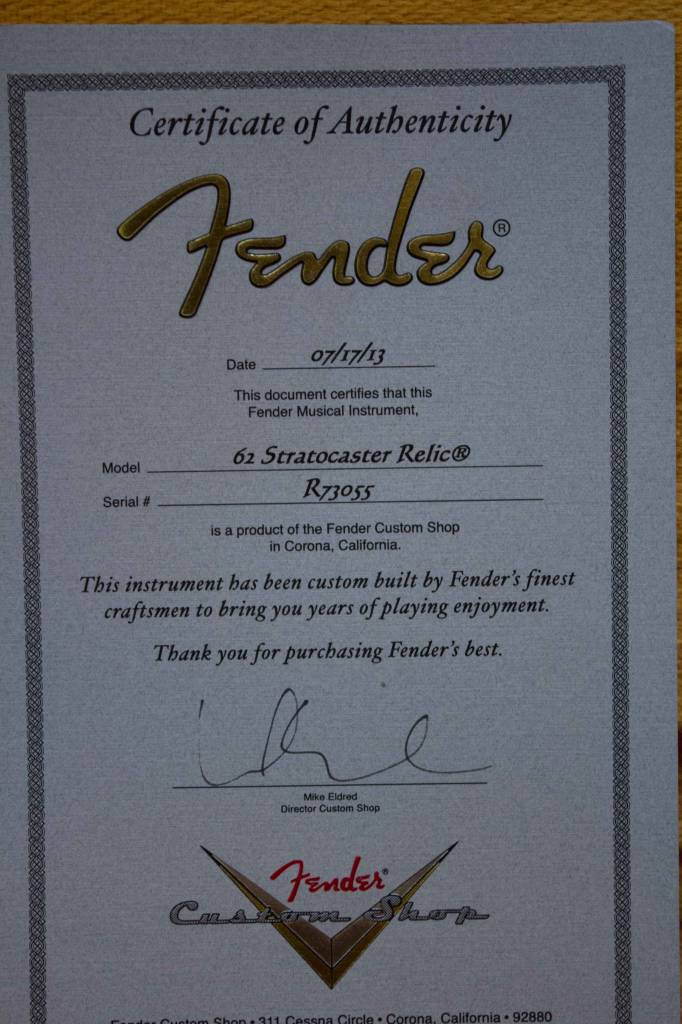 Certificate of Authenticity
Fender®
Date 07/17/13
This document certifies that this
Fender Musical Instrument,
Model 62 Stratocaster Relic®
Serial # R73055
is a product of the Fender Custom Shop
in Corona, California.
This instrument has been custom built by Fender's finest
craftsmen to bring you years of playing enjoyment.
Thank you for purchasing Fender's best.
Mike Eldred
Director Custom Shop
Fender®
Custom Shop
Fender Custom Shop • 311 Cessna Circle • Corona, California • 92880